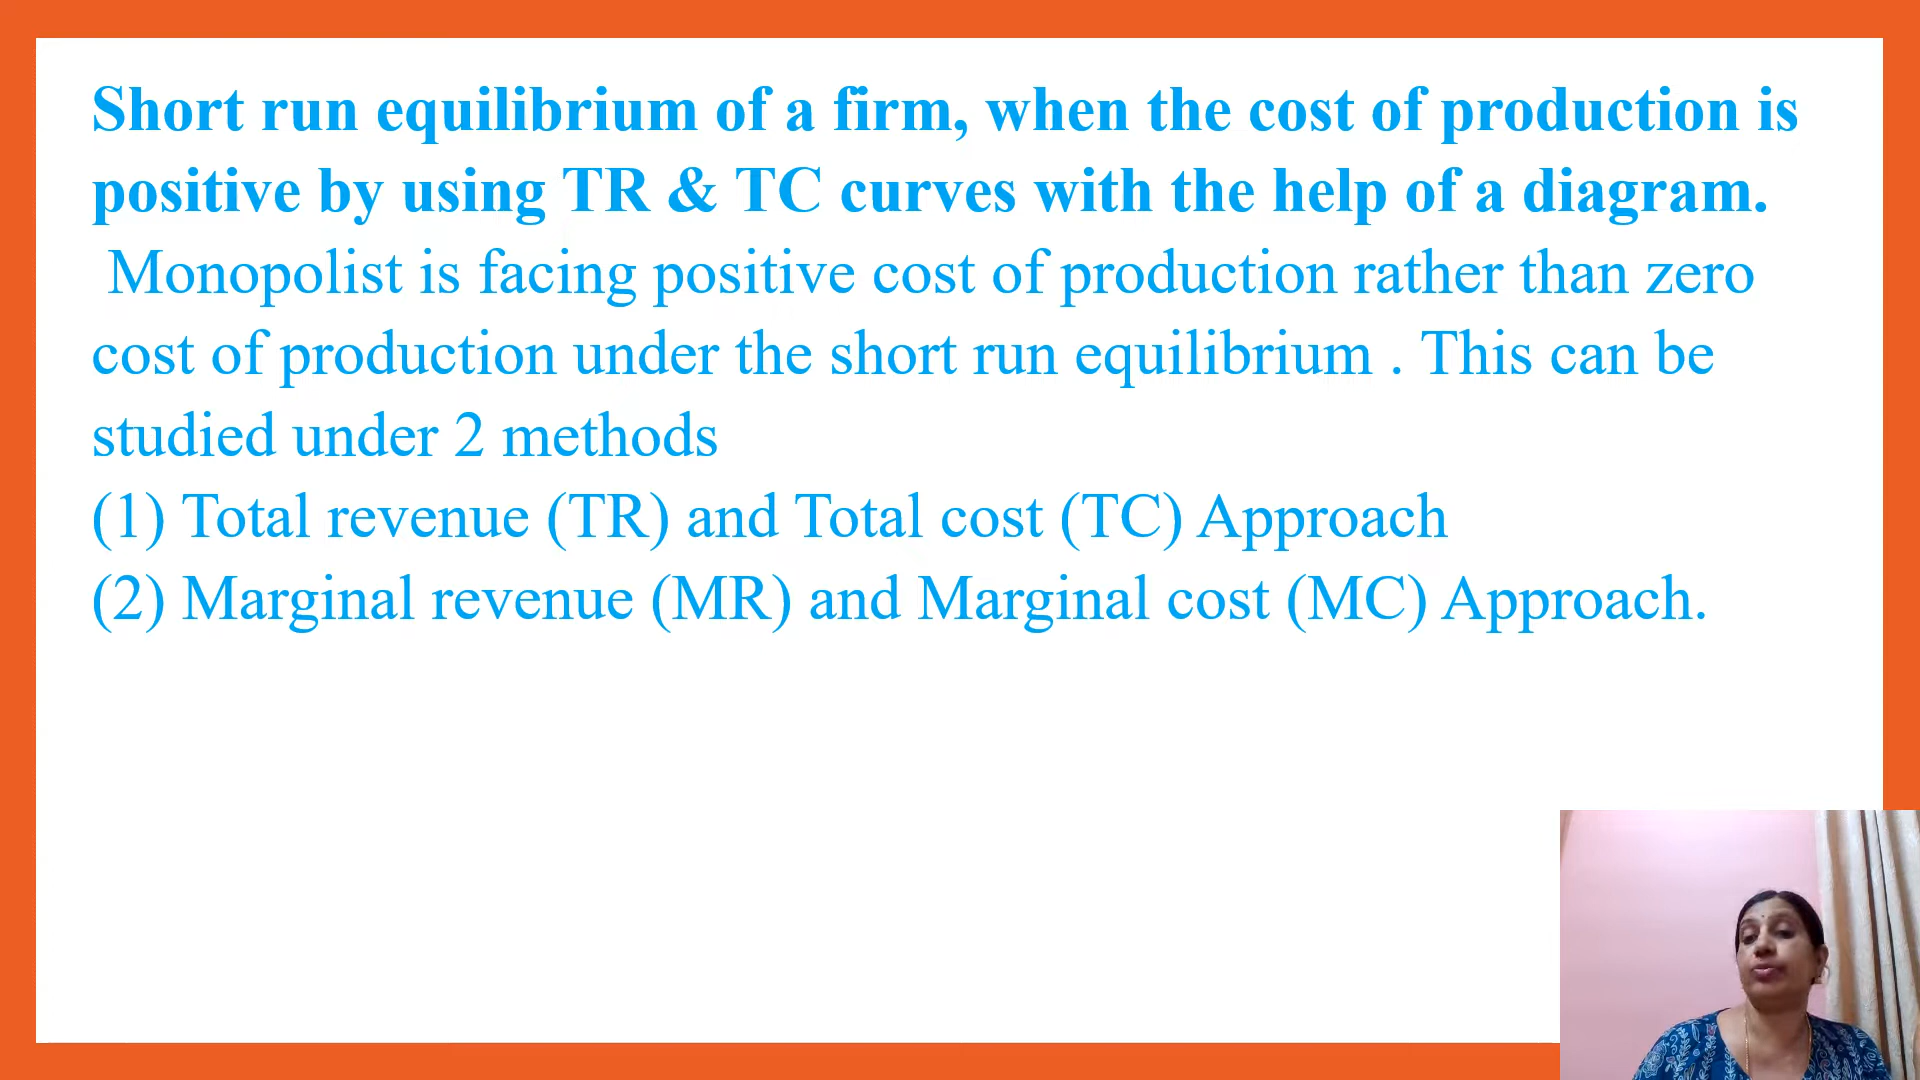 Short run equilibrium of a firm, when the cost of production is
positive by using TR & TC curves with the help of a diagram.
Monopolist is facing positive cost of production rather than zero
cost of production under the short run equilibrium . This can be
studied under 2 methods
(1) Total revenue (TR) and Total cost (TC) Approach
(2) Marginal revenue (MR) and Marginal cost (MC) Approach.